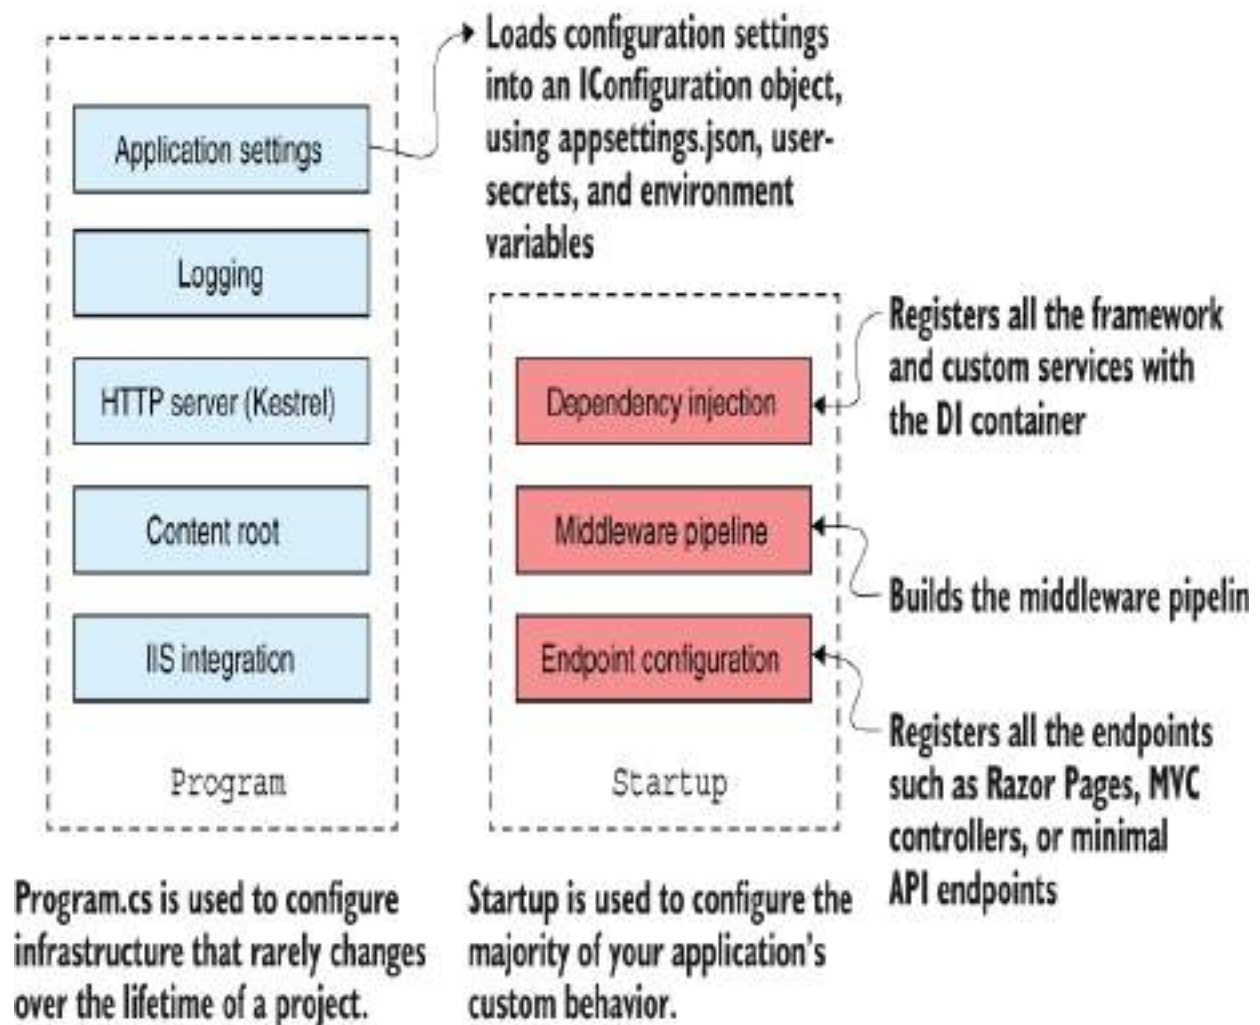 Loads configuration settings
into an IConfiguration object,
using appsettings.json, user-
secrets, and environment
variables
Application settings
Logging
HTTP server (Kestrel)
Content root
IIS integration
Program
Program.cs is used to configure
infrastructure that rarely changes
over the lifetime of a project.
Dependency injection
Middleware pipeline
Endpoint configuration
Startup
Startup is used to configure the
majority of your application's
custom behavior.
Registers all the framework
and custom services with
the DI container
Builds the middleware pipelin
Registers all the endpoints
such as Razor Pages, MVC
controllers, or minimal
API endpoints